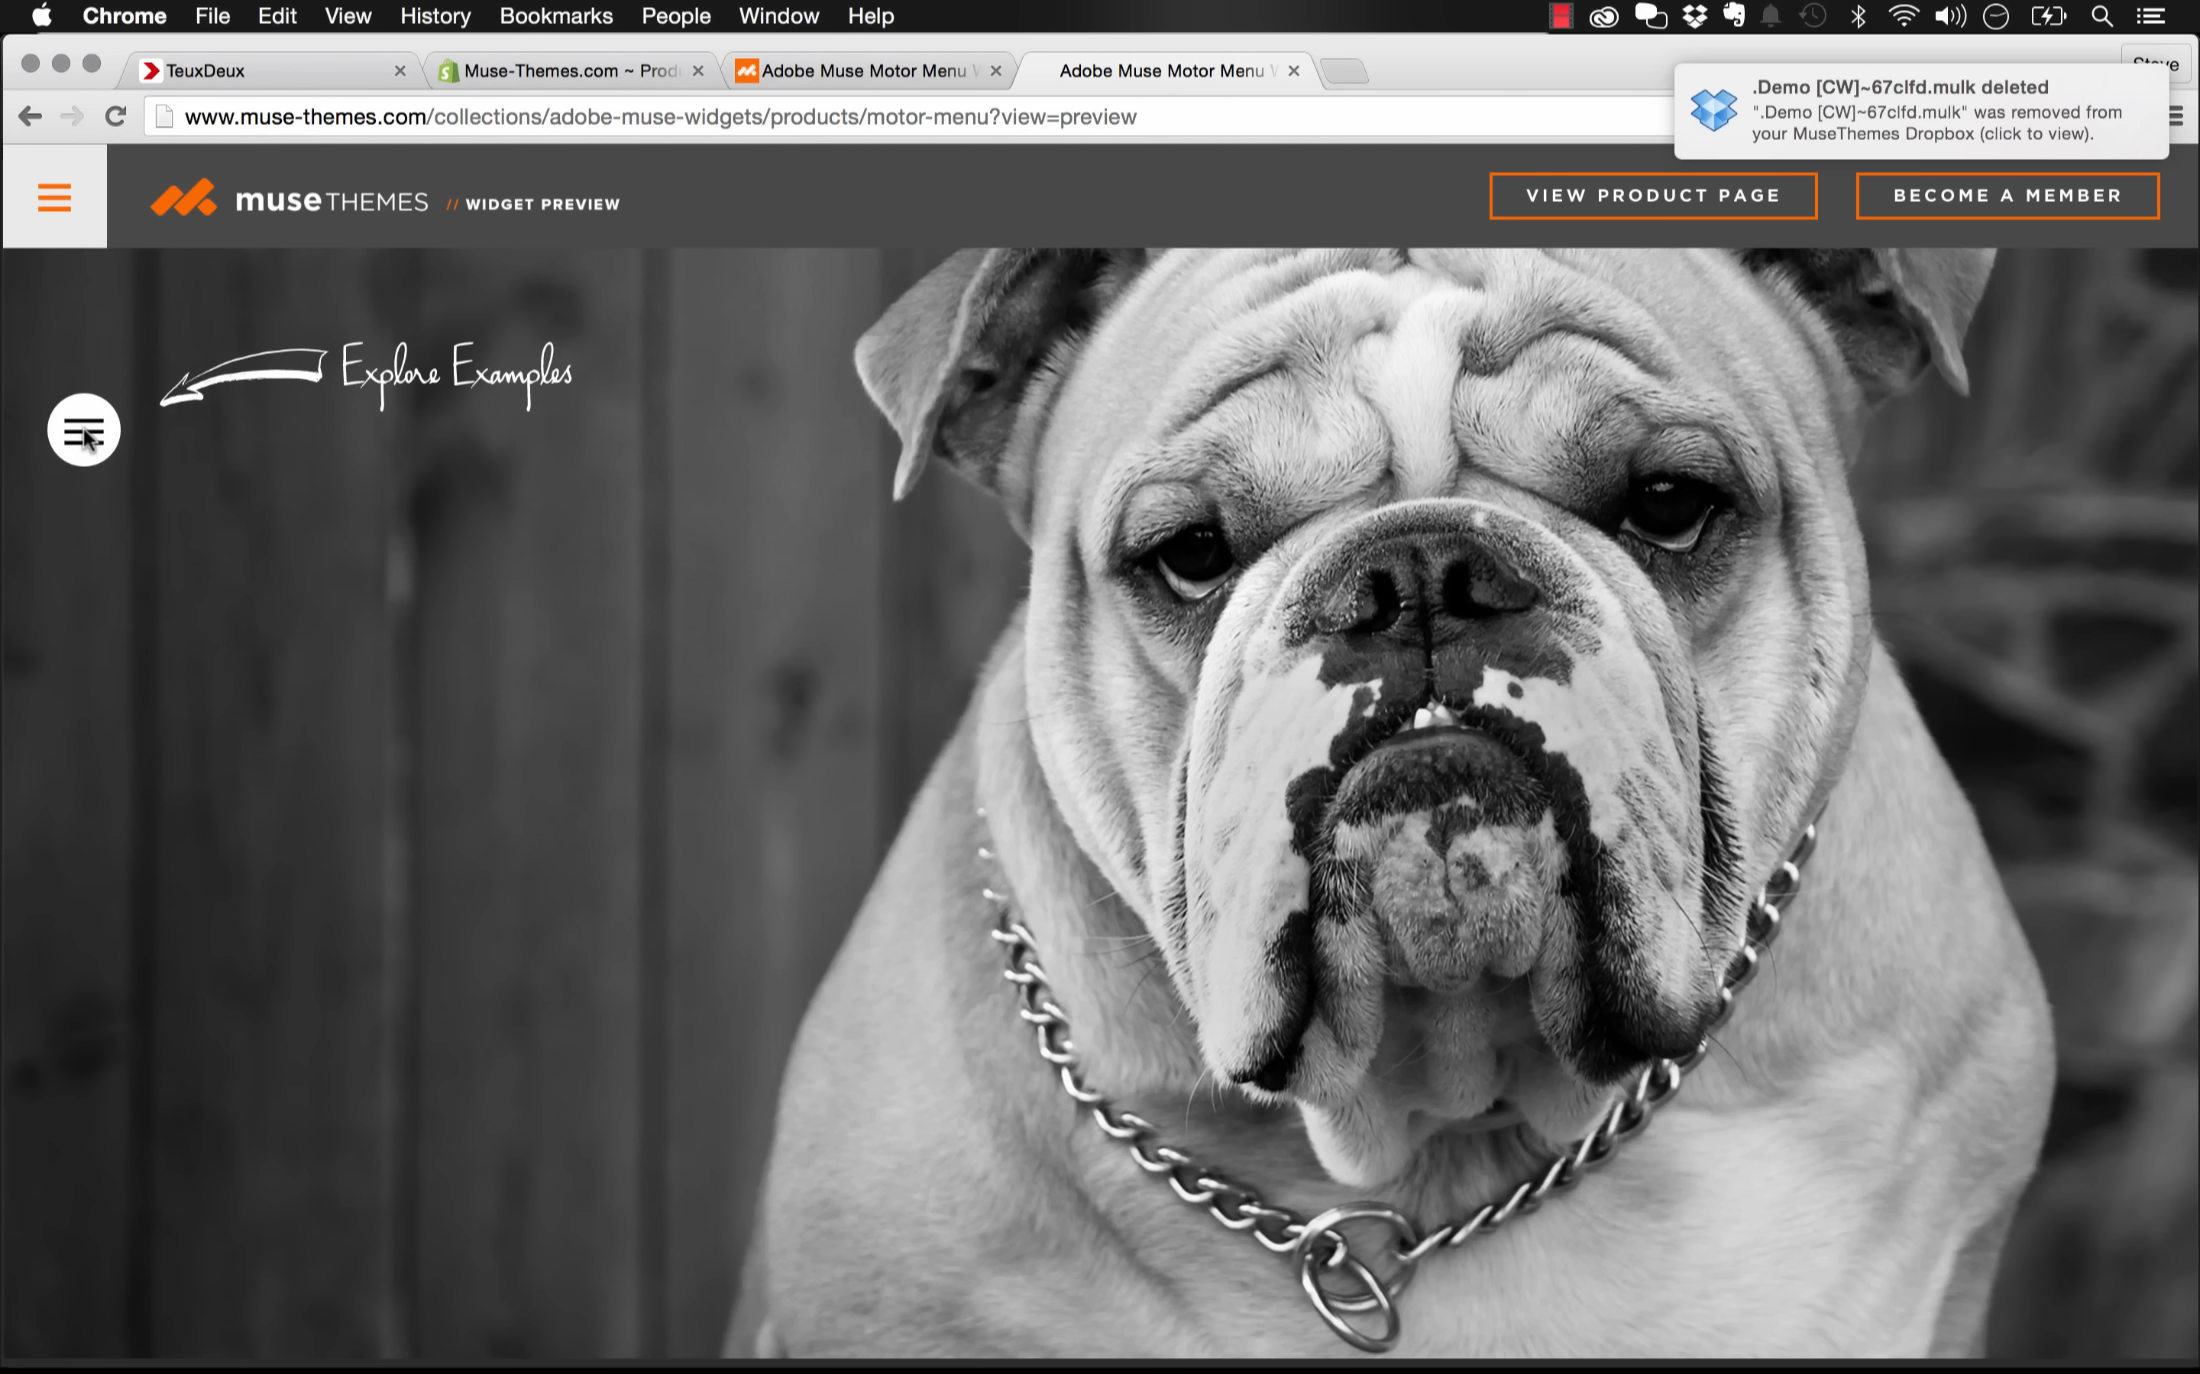 Chrome File Edit View History Bookmarks People Window Help
TeuxDeux
Muse-Themes.com ~ Prod
Adobe Muse Motor Menu
Adobe Muse Motor Menu
www.muse-themes.com/collections/adobe-muse-widgets/products/motor-menu?view=preview
.Demo [CW]~67clfd.mulk deleted
".Demo [CW]~67clfd.mulk" was removed from
your MuseThemes Dropbox (click to view).
museTHEMES // WIDGET PREVIEW
VIEW PRODUCT PAGE
BECOME A MEMBER
Explore Examples